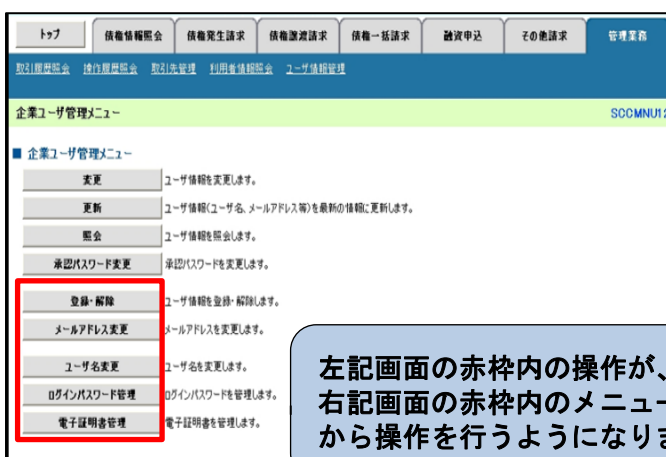 トップ 債権情報照会 債権発生請求 債権譲渡請求 債権一括請求 融資申込 その他請求 管理業務
取引履歴照会 操作履歴照会 取引先管理 利用者情報照会 ユーザ情報管理
企業ユーザ管理メニュー SCCMNU12
■ 企業ユーザ管理メニュー
変更 ユーザ情報を変更します。
更新 ユーザ情報(ユーザ名、メールアドレス等)を最新の情報に更新します。
照会 ユーザ情報を照会します。
承認パスワード変更 承認パスワードを変更します。
登録・解除 ユーザ情報を登録・解除します。
メールアドレス変更 メールアドレスを変更します。
ユーザ名変更 ユーザ名を変更します。
ログインパスワード管理 ログインパスワードを管理します。
電子証明書管理 電子証明書を管理します。
左記画面の赤枠内の操作が、
右記画面の赤枠内のメニュー
から操作を行うようになりま